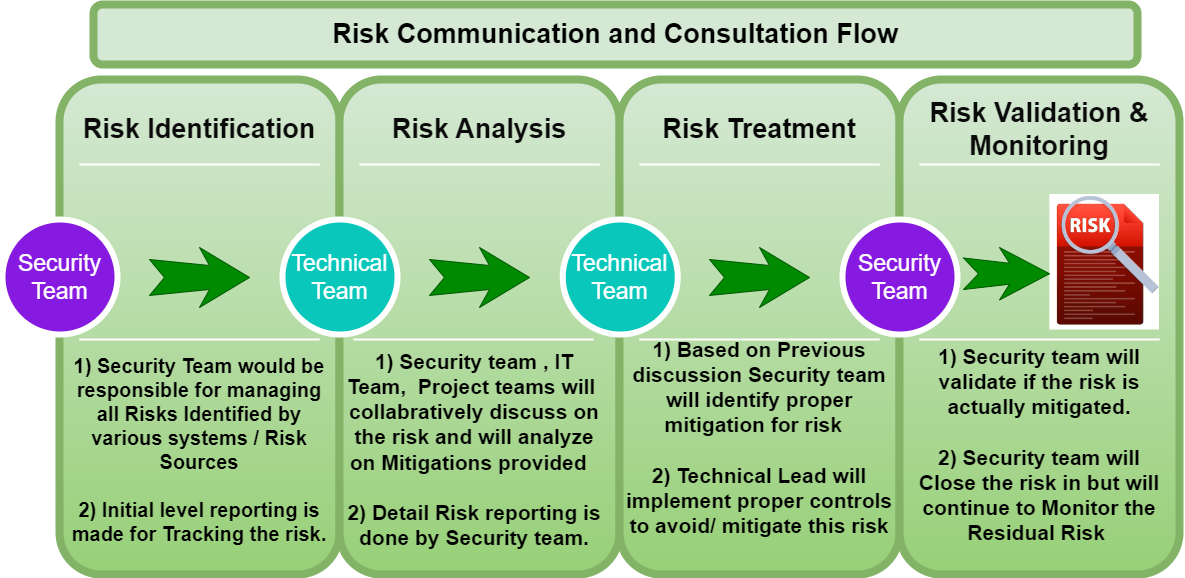 Risk Communication and Consultation Flow
Risk Identification
Security
Team
1) Security Team would be
responsible for managing
all Risks Identified by
various systems / Risk
Sources
2) Initial level reporting is
made for Tracking the risk.
Risk Analysis
Technical
Team
1) Security team , IT
Team,  Project teams will
collabratively discuss on
the risk and will analyze
on Mitigations provided
2) Detail Risk reporting is
done by Security team.
Risk Treatment
Technical
Team
1) Based on Previous
discussion Security team
will identify proper
mitigation for risk
2) Technical Lead will
implement proper controls
to avoid/ mitigate this risk
Risk Validation &
Monitoring
Security
Team
RISK
1) Security team will
validate if the risk is
actually mitigated.
2) Security team will
Close the risk in but will
continue to Monitor the
Residual Risk